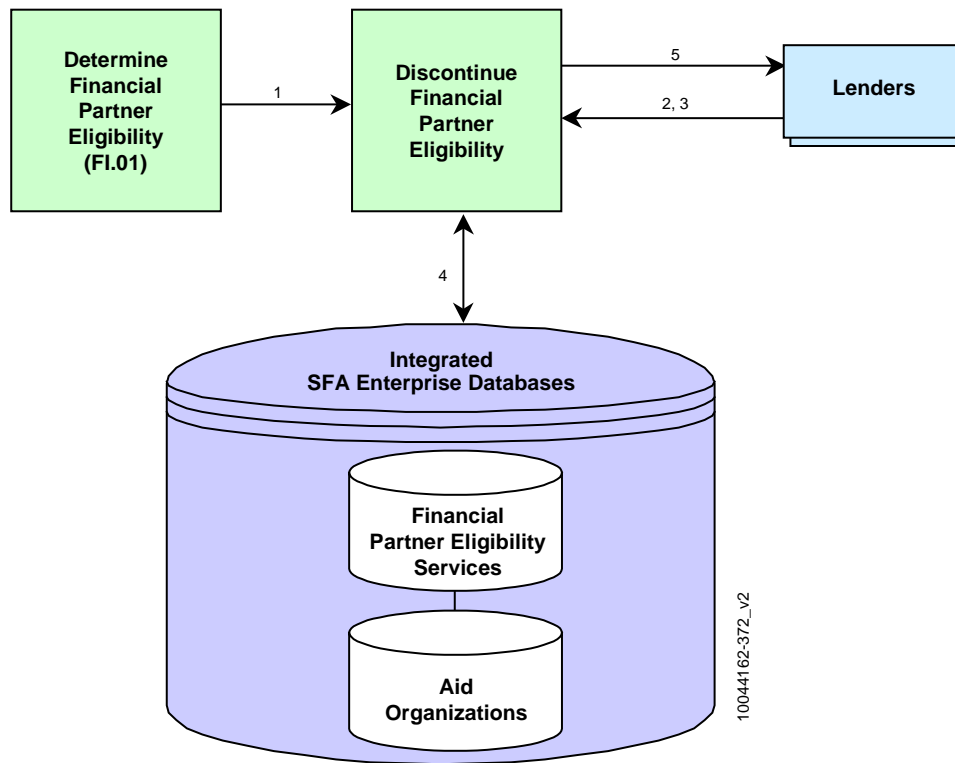 Determine
Financial
Partner
Eligibility
(FI.01)
1
Discontinue
Financial
Partner
Eligibility
5
2, 3
Lenders
4
Integrated
SFA Enterprise Databases
Financial
Partner Eligibility
Services
Aid
Organizations
10044162-372_v2